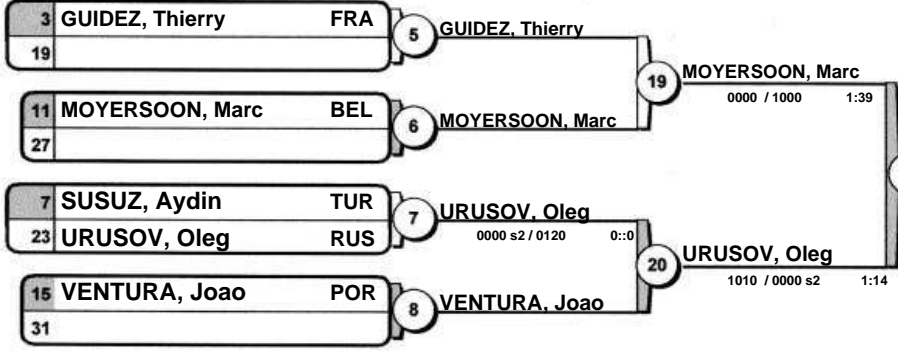 3 GUIDEZ, Thierry FRA
19
5 GUIDEZ, Thierry
11 MOYERSOON, Marc BEL
27
6 MOYERSOON, Marc
19 MOYERSOON, Marc
0000 / 1000 1:39
7 SUSUZ, Aydin TUR
23 URUSOV, Oleg RUS
7 URUSOV, Oleg
0000 s2 / 0120 0::0
15 VENTURA, Joao POR
31
8 VENTURA, Joao
20 URUSOV, Oleg
1010 / 0000 s2 1:14